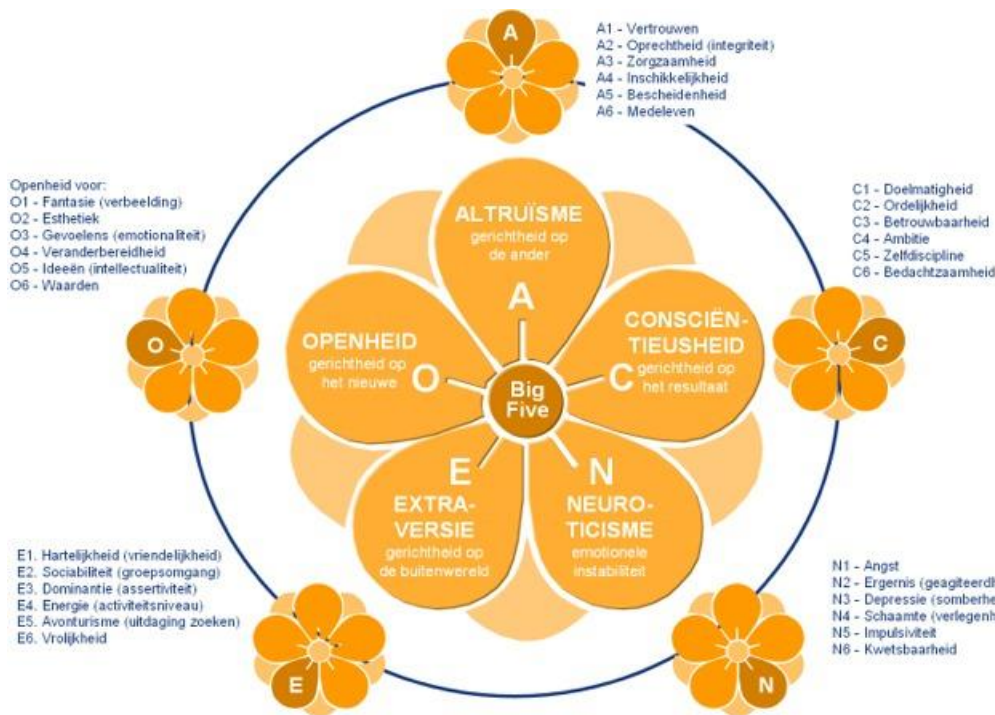 A
A1 - Vertrouwen
A2 - Oprechtheid (integriteit)
A3 - Zorgzaamheid
A4 - Inschikkelijkheid
A5 - Bescheidenheid
A6 - Medeleven
Openheid voor:
O1 - Fantasie (verbeelding)
O2 - Esthetiek
O3 - Gevoelens (emotionaliteit)
O4 - Veranderbereidheid
O5 - Ideeën (intellectualiteit)
O6 - Waarden
O
C1 - Doelmatigheid
C2 - Ordelijkheid
C3 - Betrouwbaarheid
C4 - Ambitie
C5 - Zelfdiscipline
C6 - Bedachtzaamheid
C
ALTRUÏSME
gerichtheid op
de ander
A
OPENHEID
gerichtheid op
het nieuwe
O
CONSCIËN-
TIEUSHEID
gerichtheid op
het resultaat
C
Big
Five
E
EXTRA-
VERSIE
gerichtheid op
de buitenwereld
N
NEURO-
TICISME
emotionele
instabiliteit
E1. Hartelijkheid (vriendelijkheid)
E2. Sociabiliteit (groepsomgang)
E3. Dominantie (assertiviteit)
E4. Energie (activiteitsniveau)
E5. Avonturisme (uitdaging zoeken)
E6. Vrolijkheid
E
N1 - Angst
N2 - Ergernis (geagiteerdh
N3 - Depressie (somberhe
N4 - Schaamte (verlegenh
N5 - Impulsiviteit
N6 - Kwetsbaarheid
N